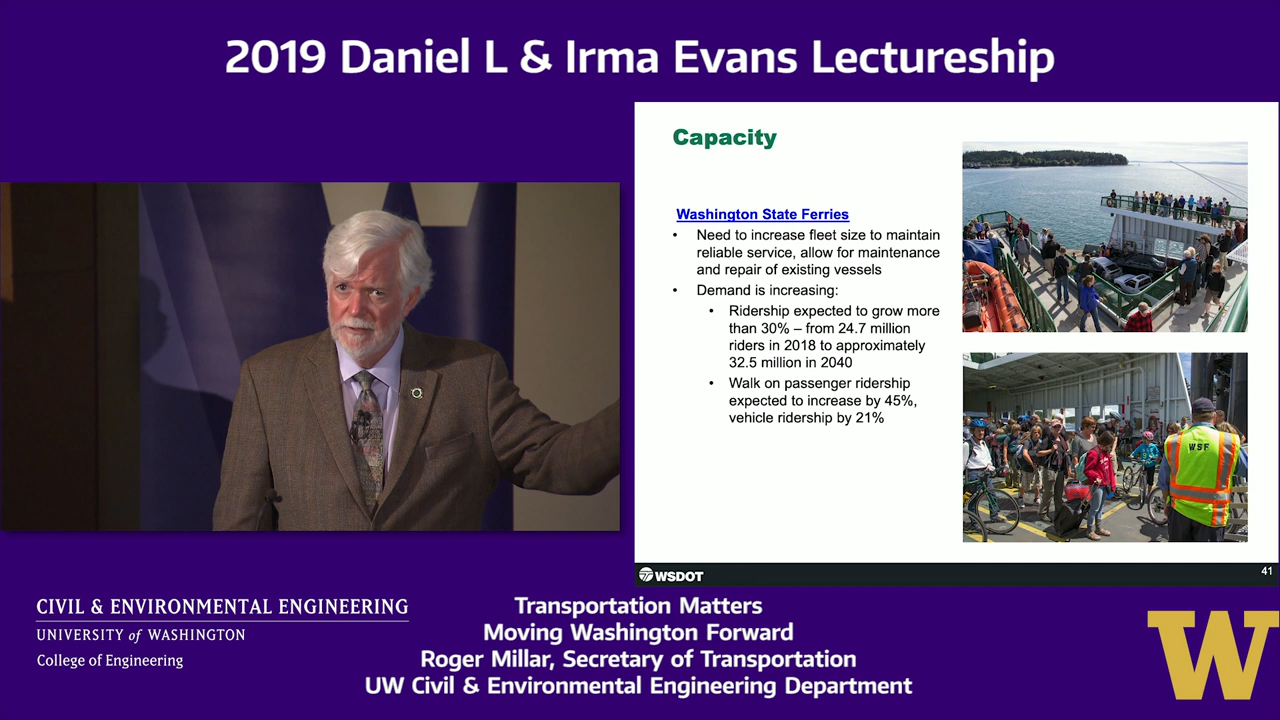 2019 Daniel L & Irma Evans Lectureship
Capacity
Washington State Ferries
• Need to increase fleet size to maintain
reliable service, allow for maintenance
and repair of existing vessels
• Demand is increasing:
• Ridership expected to grow more
than 30% – from 24.7 million
riders in 2018 to approximately
32.5 million in 2040
• Walk on passenger ridership
expected to increase by 45%,
vehicle ridership by 21%
WSF
WSDOT
41
CIVIL & ENVIRONMENTAL ENGINEERING
UNIVERSITY of WASHINGTON
College of Engineering
Transportation Matters
Moving Washington Forward
Roger Millar, Secretary of Transportation
UW Civil & Environmental Engineering Department
W